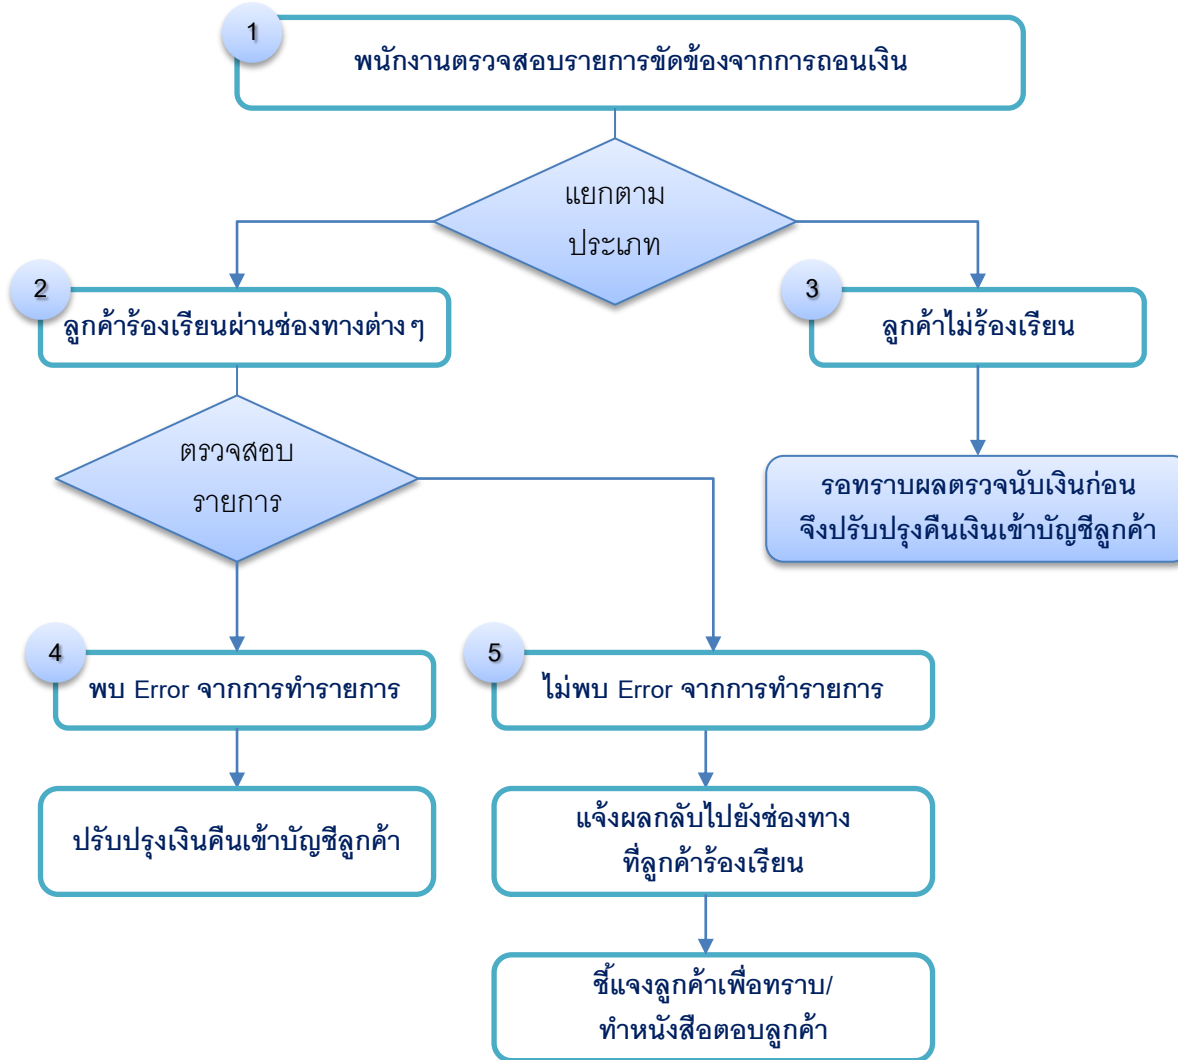 1
พนักงานตรวจสอบรายการขัดข้องจากการถอนเงิน
แยกตาม
ประเภท
2
ลูกค้าร้องเรียนผ่านช่องทางต่างๆ
3
ลูกค้าไม่ร้องเรียน
ตรวจสอบ
รายการ
รอทราบผลตรวจนับเงินก่อน
จึงปรับปรุงคืนเงินเข้าบัญชีลูกค้า
4
พบ Error จากการทำรายการ
5
ไม่พบ Error จากการทำรายการ
ปรับปรุงเงินคืนเข้าบัญชีลูกค้า
แจ้งผลกลับไปยังช่องทาง
ที่ลูกค้าร้องเรียน
ชี้แจงลูกค้าเพื่อทราบ/
ทำหนังสือตอบลูกค้า